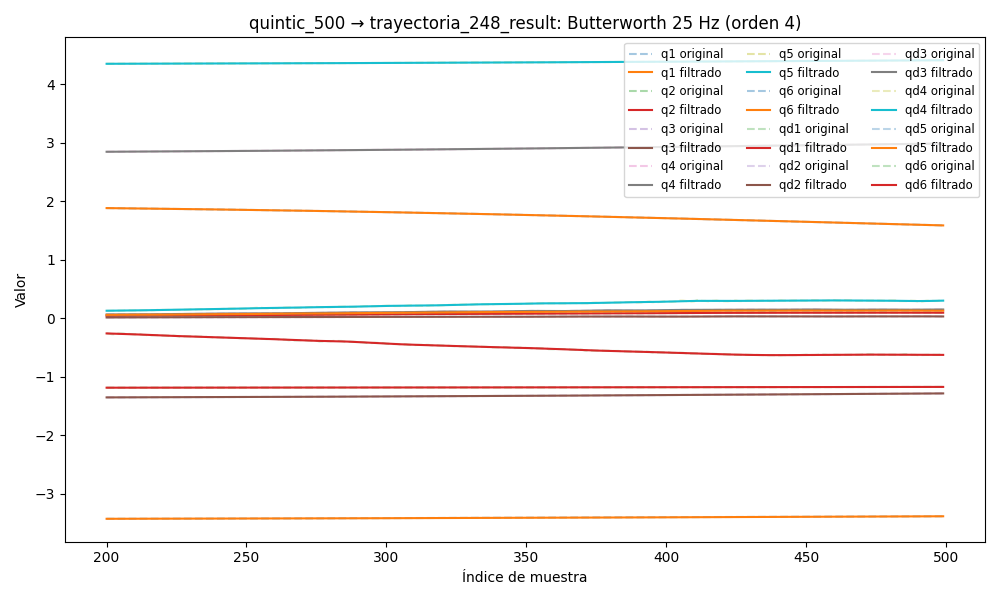 quintic_500 → trayectoria_248_result: Butterworth 25 Hz (orden 4)
q1 original
q1 filtrado
q2 original
q2 filtrado
q3 original
q3 filtrado
q4 original
q4 filtrado
q5 original
q5 filtrado
q6 original
q6 filtrado
qd1 original
qd1 filtrado
qd2 original
qd2 filtrado
qd3 original
qd3 filtrado
qd4 original
qd4 filtrado
qd5 original
qd5 filtrado
qd6 original
qd6 filtrado
Valor
4
3
2
1
0
−1
−2
−3
200 250 300 350 400 450 500
Índice de muestra